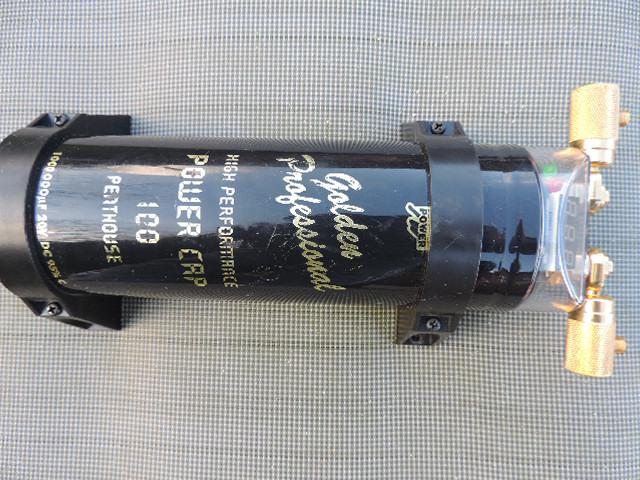 POWER
Golden
Professional
HIGH PERFORMANCE
POWER CAP
100
PENTHOUSE